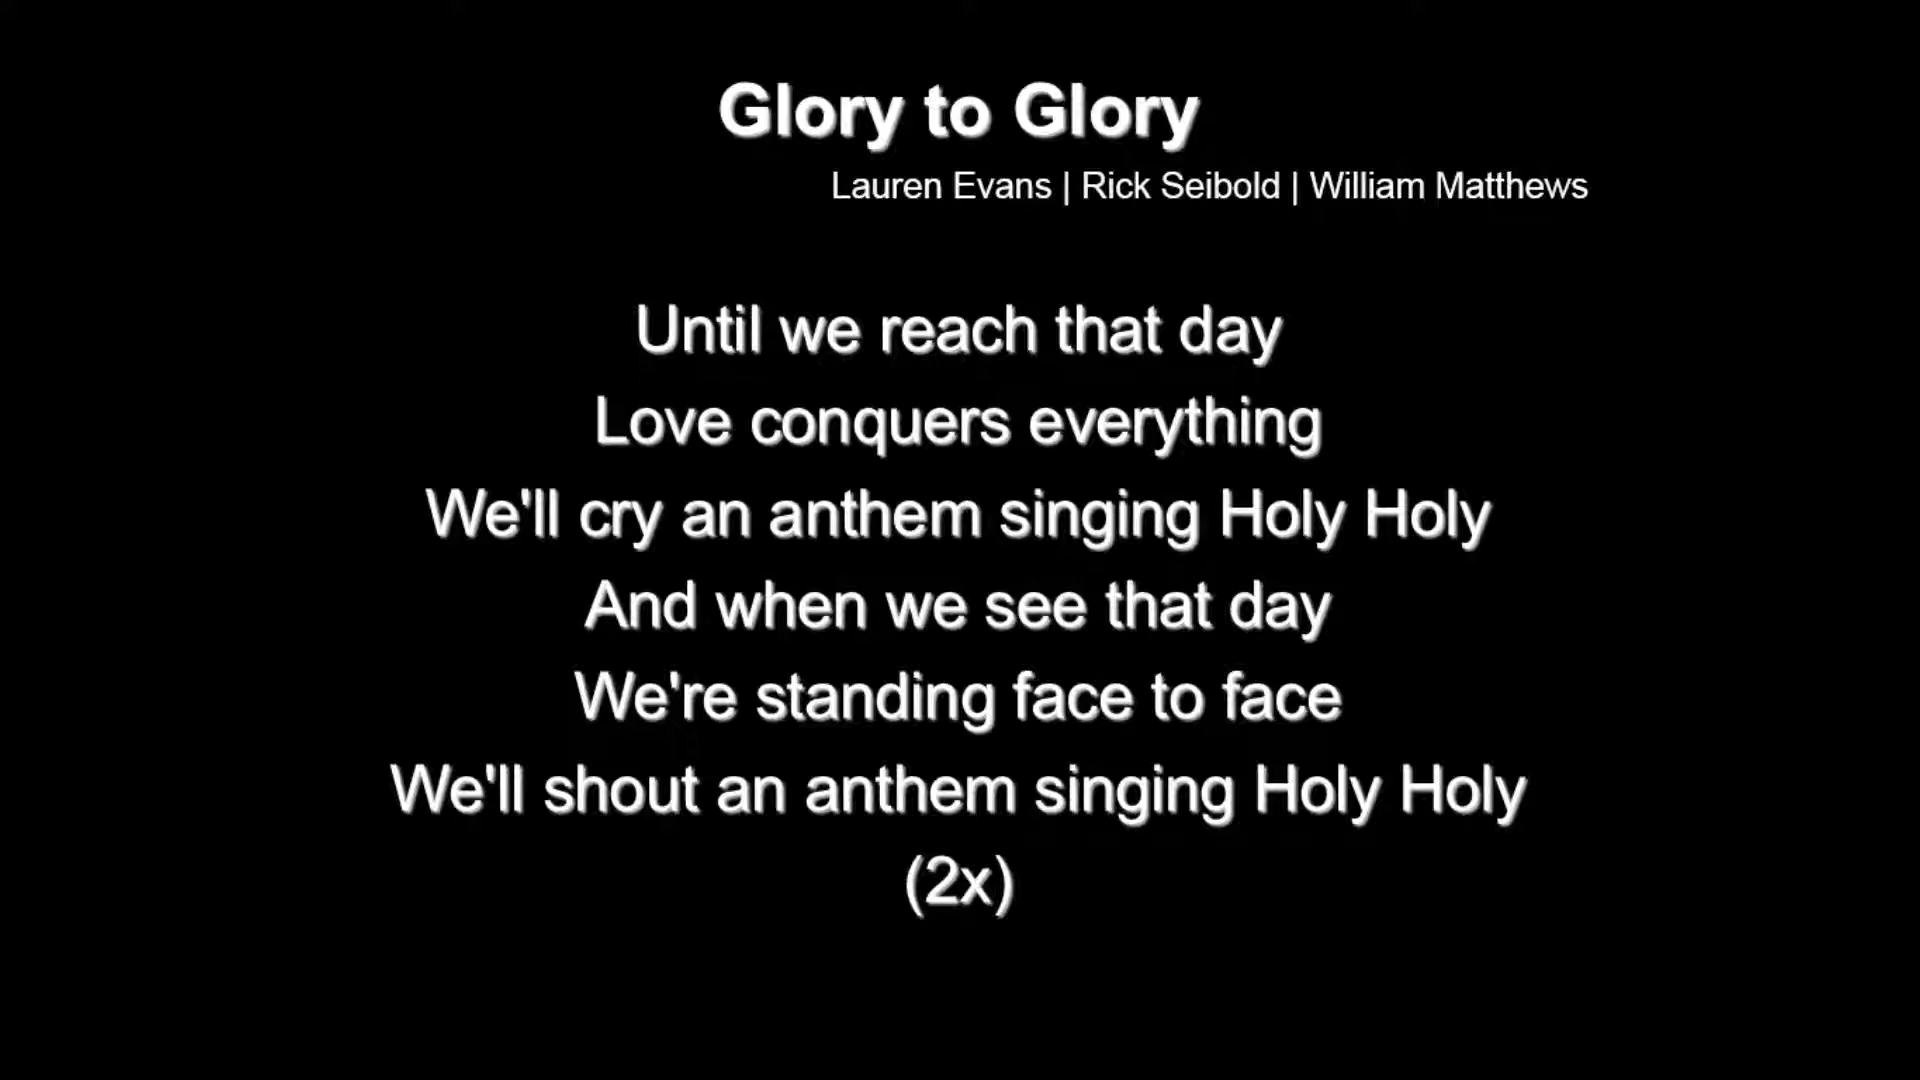 Glory to Glory
Lauren Evans | Rick Seibold | William Matthews
Until we reach that day
Love conquers everything
We'll cry an anthem singing Holy Holy
And when we see that day
We're standing face to face
We'll shout an anthem singing Holy Holy
(2x)